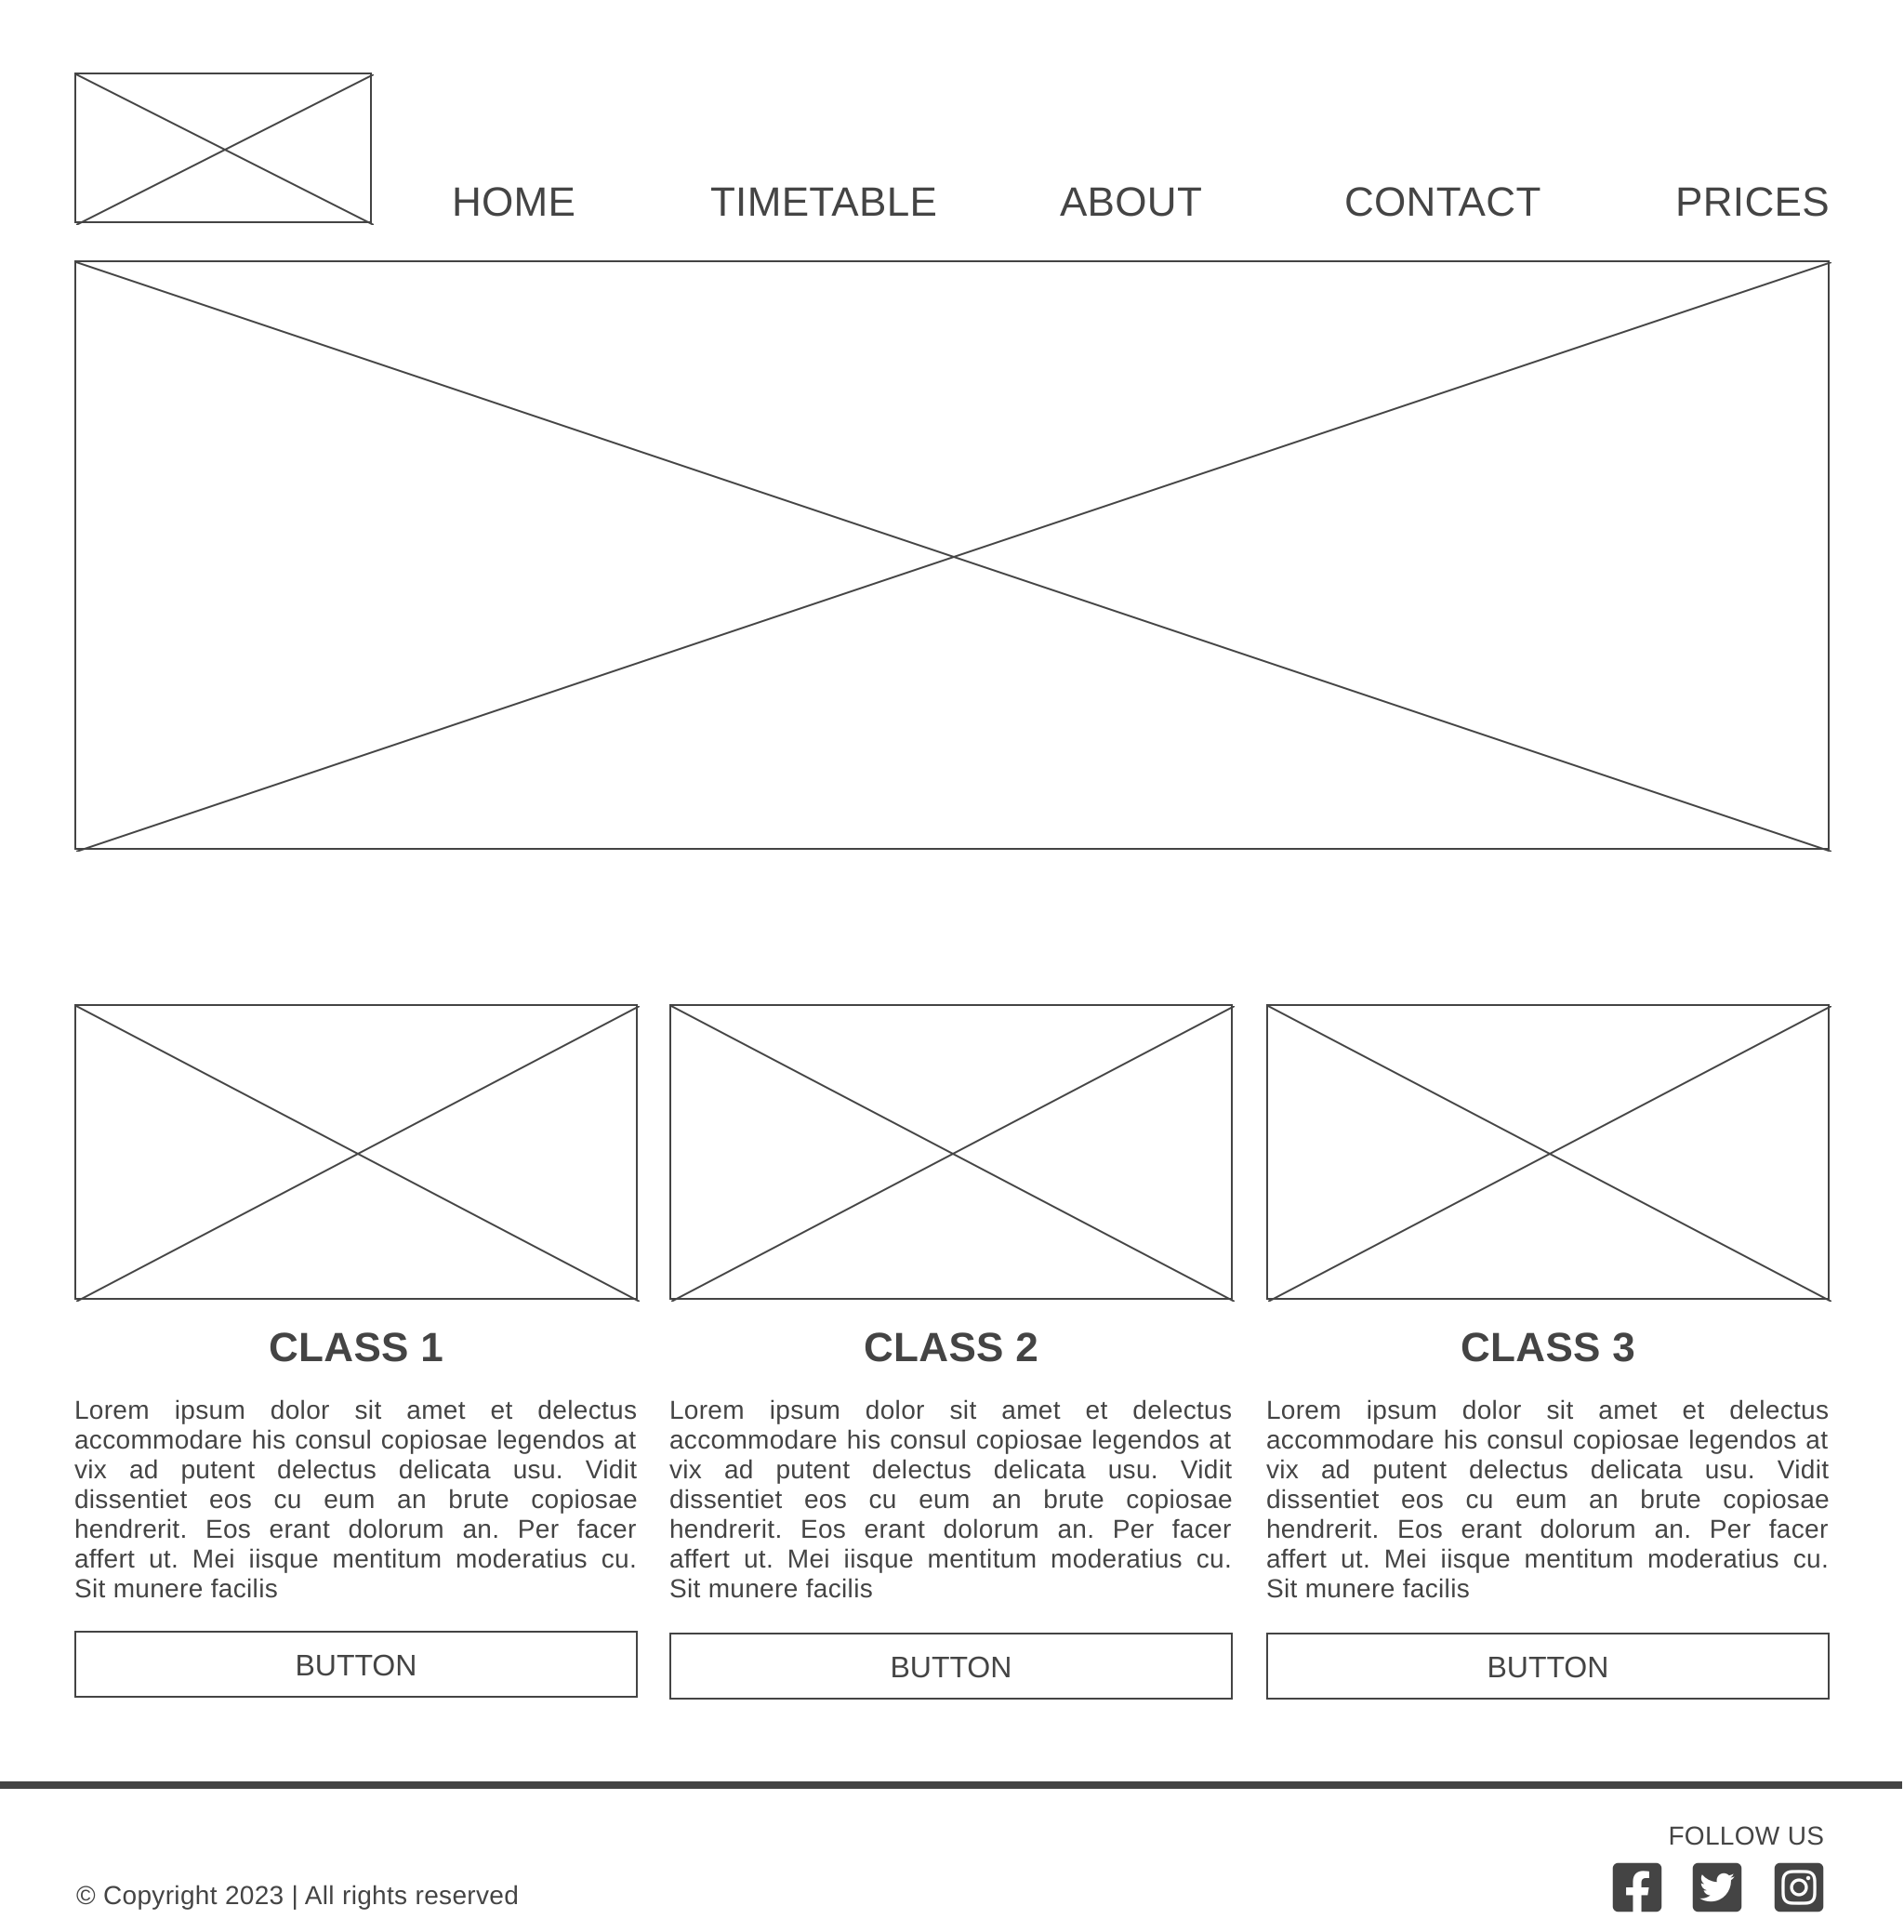 HOME TIMETABLE ABOUT CONTACT PRICES
CLASS 1
Lorem ipsum dolor sit amet et delectus
accommodare his consul copiosae legendos at
vix ad putent delectus delicata usu. Vidit
dissentiet eos cu eum an brute copiosae
hendrerit. Eos erant dolorum an. Per facer
affert ut. Mei iisque mentitum moderatius cu.
Sit munere facilis
BUTTON
CLASS 2
Lorem ipsum dolor sit amet et delectus
accommodare his consul copiosae legendos at
vix ad putent delectus delicata usu. Vidit
dissentiet eos cu eum an brute copiosae
hendrerit. Eos erant dolorum an. Per facer
affert ut. Mei iisque mentitum moderatius cu.
Sit munere facilis
BUTTON
CLASS 3
Lorem ipsum dolor sit amet et delectus
accommodare his consul copiosae legendos at
vix ad putent delectus delicata usu. Vidit
dissentiet eos cu eum an brute copiosae
hendrerit. Eos erant dolorum an. Per facer
affert ut. Mei iisque mentitum moderatius cu.
Sit munere facilis
BUTTON
FOLLOW US
© Copyright 2023 | All rights reserved